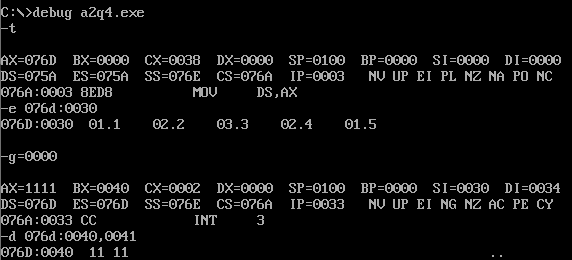 C:\>debug a2q4.exe
-t
AX=076D  BX=0000  CX=0038  DX=0000  SP=0100  BP=0000  SI=0000  DI=0000
DS=075A  ES=075A  SS=076E  CS=076A  IP=0003   NV UP EI PL NZ NA PO NC
076A:0003 8ED8          MOV     DS,AX
-e 076d:0030
076D:0030  01.1    02.2    03.3    02.4    01.5
-g=0000
AX=1111  BX=0040  CX=0002  DX=0000  SP=0100  BP=0000  SI=0030  DI=0034
DS=076D  ES=076D  SS=076E  CS=076A  IP=0033   NV UP EI NG NZ AC PE CY
076A:0033 CC            INT     3
-d 076d:0040,0041
076D:0040  11 11                                             ..